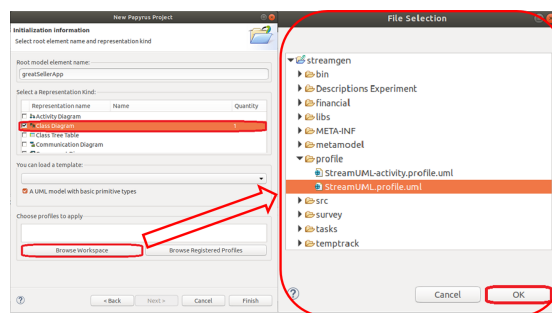 New Papyrus Project
Initialization information
Select root element name and representation kind
Root model element name:
greatSellerApp
Select a Representation Kind:
Representation name Name Quantity
Activity Diagram
Class Diagram 1
Class Tree Table
Communication Diagram
You can load a template:
A UML model with basic primitive types
Choose profiles to apply
Browse Workspace Browse Registered Profiles
< Back Next > Cancel Finish
File Selection
streamgen
bin
Descriptions Experiment
financial
libs
META-INF
metamodel
profile
StreamUML-activity.profile.uml
StreamUML.profile.uml
src
survey
tasks
temptrack
Cancel OK